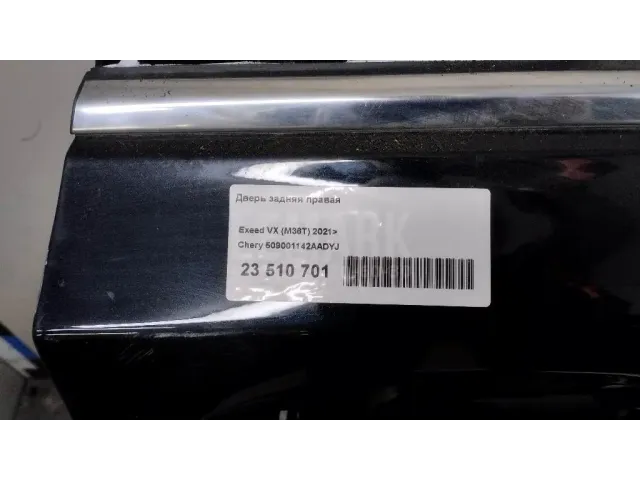 Дверь задняя правая
Exeed VX (M36T) 2021>
Chery 609001142AADYJ
23 510 701